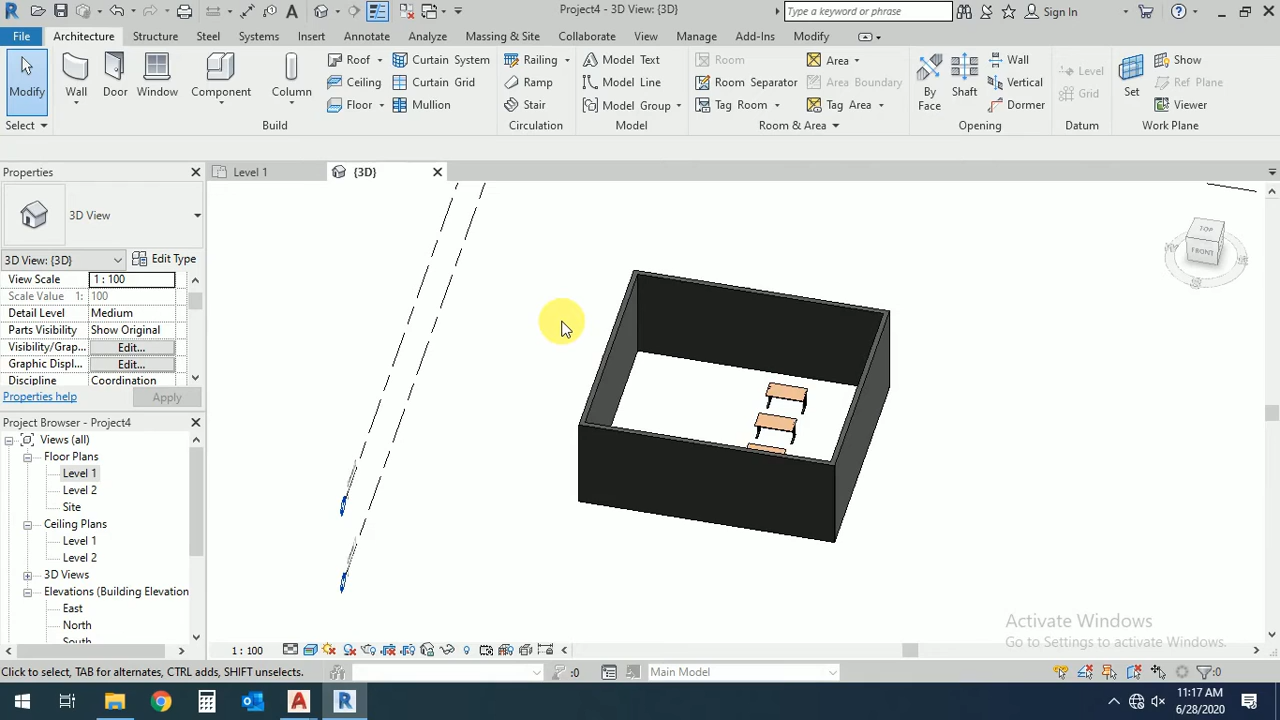 Project4 - 3D View: {3D}
Type a keyword or phrase
Sign In
File
Architecture
Structure
Steel
Systems
Insert
Annotate
Analyze
Massing & Site
Collaborate
View
Manage
Add-Ins
Modify
Modify
Wall
Door
Window
Component
Column
Roof
Ceiling
Floor
Curtain System
Curtain Grid
Mullion
Railing
Ramp
Stair
Model Text
Model Line
Model Group
Room
Room Separator
Tag Room
Area
Area Boundary
Tag Area
By Face
Shaft
Wall
Vertical
Dormer
Level
Grid
Set
Show
Ref Plane
Viewer
Select
Build
Circulation
Model
Room & Area
Opening
Datum
Work Plane
Properties
Level 1
{3D}
3D View
3D View: {3D}
Edit Type
View Scale
1 : 100
Scale Value 1:
100
Detail Level
Medium
Parts Visibility
Show Original
Visibility/Grap...
Edit...
Graphic Displ...
Edit...
Discipline
Coordination
Properties help
Apply
Project Browser - Project4
Views (all)
Floor Plans
Level 1
Level 2
Site
Ceiling Plans
Level 1
Level 2
3D Views
Elevations (Building Elevation
East
North
South
TOP
FRONT
Activate Windows
Go to Settings to activate Windows.
1 : 100
Click to select, TAB for alternates, CTRL adds, SHIFT unselects.
:0
Main Model
:0
11:17 AM
6/28/2020